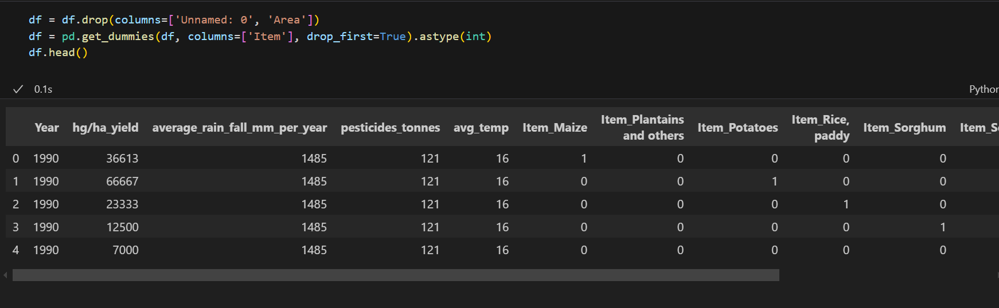 df = df.drop(columns=['Unnamed: 0', 'Area'])
df = pd.get_dummies(df, columns=['Item'], drop_first=True).astype(int)
df.head()
0.1s
Python
Year hg/ha_yield average_rain_fall_mm_per_year pesticides_tonnes avg_temp Item_Maize Item_Plantains and others Item_Potatoes Item_Rice, paddy Item_Sorghum
0 1990 36613 1485 121 16 1 0 0 0 0
1 1990 66667 1485 121 16 0 0 1 0 0
2 1990 23333 1485 121 16 0 0 0 1 0
3 1990 12500 1485 121 16 0 0 0 0 1
4 1990 7000 1485 121 16 0 0 0 0 0